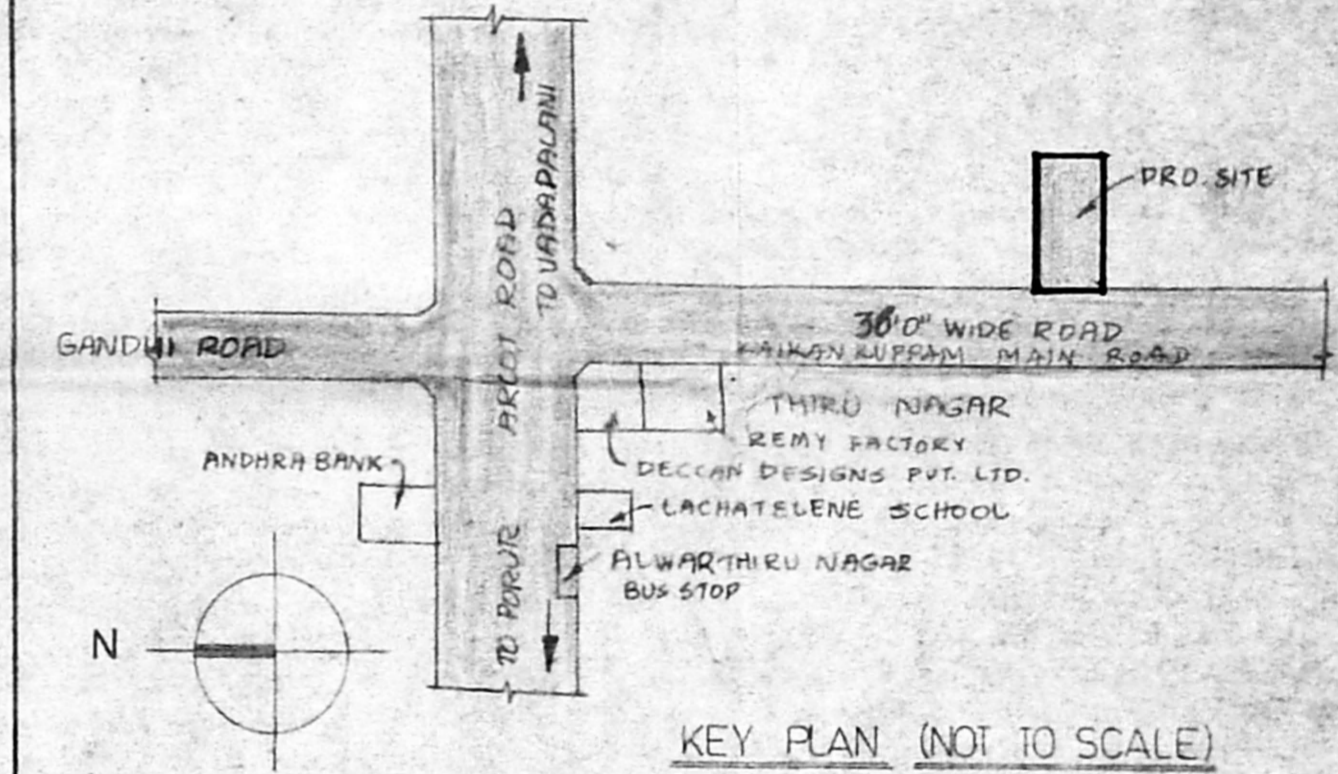 TO VADAPALANI
ARCOT ROAD
PRO. SITE
GANDHI ROAD
30'0" WIDE ROAD
KAIKAN KUPPAM MAIN ROAD
THIRU NAGAR
REMY FACTORY
DECCAN DESIGNS PVT. LTD.
ANDHRA BANK
LACHATELENE SCHOOL
ALWARTHIRU NAGAR
BUS STOP
TO PORUR
N
KEY PLAN (NOT TO SCALE)